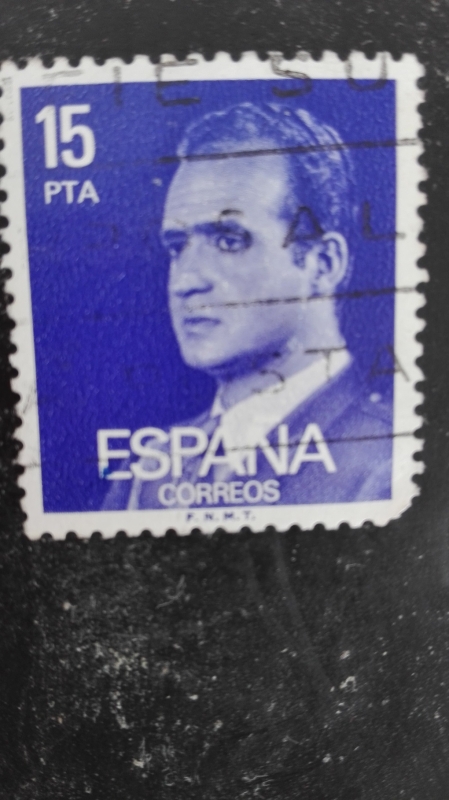 15
PTA
ESPAÑA
CORREOS
F.N.M.T.